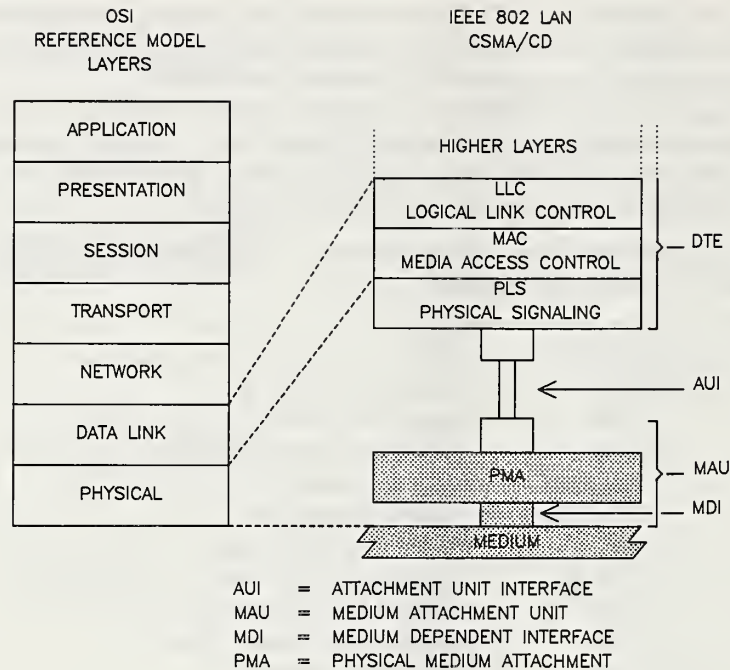 OSI
REFERENCE MODEL
LAYERS
IEEE 802 LAN
CSMA/CD
APPLICATION
PRESENTATION
SESSION
TRANSPORT
NETWORK
DATA LINK
PHYSICAL
HIGHER LAYERS
LLC
LOGICAL LINK CONTROL
MAC
MEDIA ACCESS CONTROL
PLS
PHYSICAL SIGNALING
DTE
AUI
PMA
MAU
MDI
MEDIUM
AUI = ATTACHMENT UNIT INTERFACE
MAU = MEDIUM ATTACHMENT UNIT
MDI = MEDIUM DEPENDENT INTERFACE
PMA = PHYSICAL MEDIUM ATTACHMENT